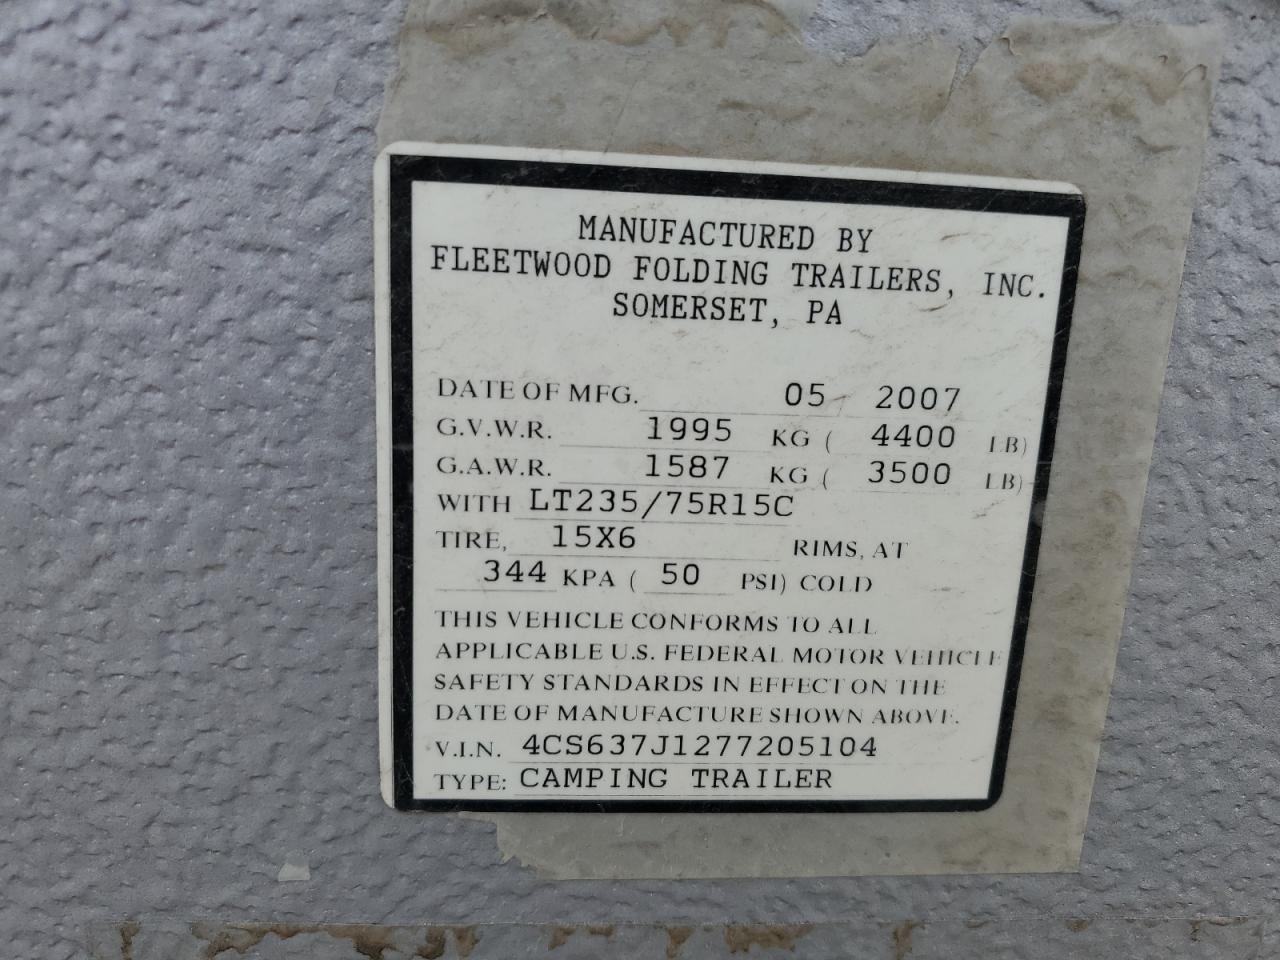 MANUFACTURED BY
FLEETWOOD FOLDING TRAILERS, INC.
SOMERSET, PA
DATE OF MFG. 05 2007
G.V.W.R. 1995 KG ( 4400 LB)
G.A.W.R. 1587 KG ( 3500 LB)
WITH LT235/75R15C
TIRE, 15X6 RIMS, AT
344 KPA ( 50 PSI) COLD
THIS VEHICLE CONFORMS TO ALL
APPLICABLE U.S. FEDERAL MOTOR VEHICLE
SAFETY STANDARDS IN EFFECT ON THE
DATE OF MANUFACTURE SHOWN ABOVE.
V.I.N. 4CS637J1277205104
TYPE: CAMPING TRAILER